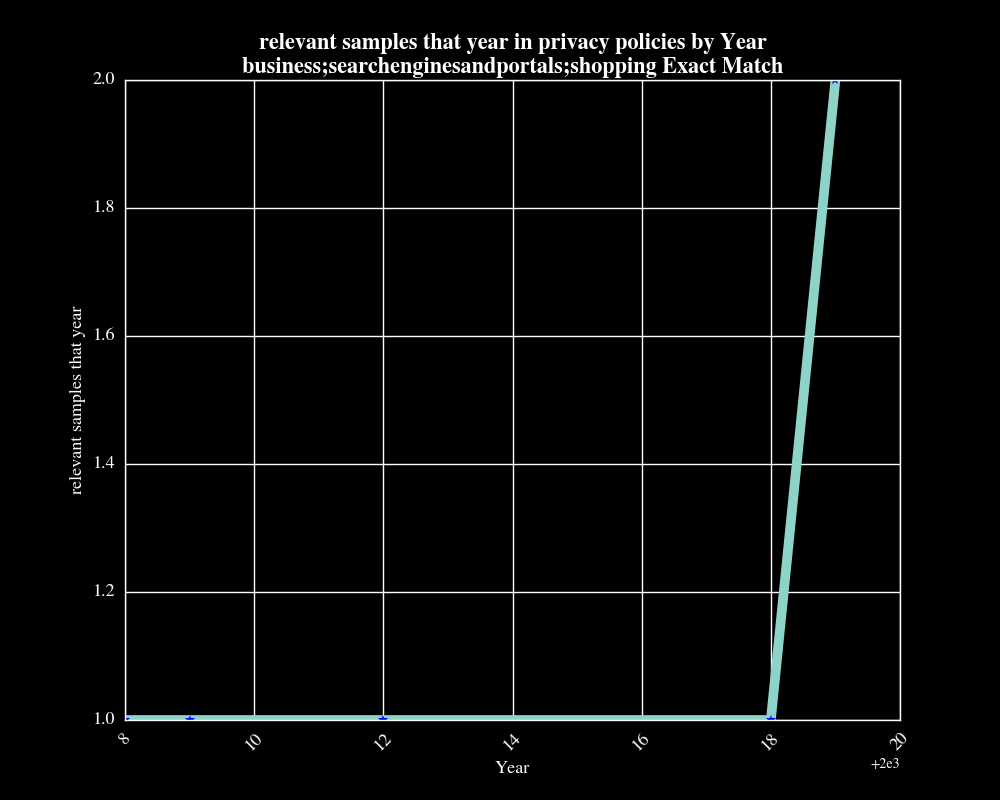 relevant samples that year in privacy policies by Year
business;searchenginesandportals;shopping Exact Match
relevant samples that year
2.0
1.8
1.6
1.4
1.2
1.0
8
10
12
14
16
18
20
+2e3
Year